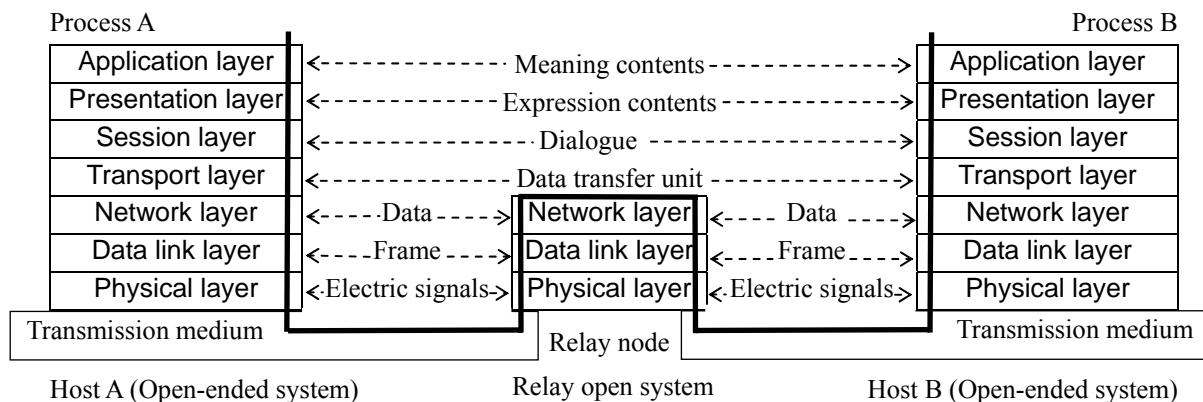 Process A Process B
Application layer Meaning contents Application layer
Presentation layer Expression contents Presentation layer
Session layer Dialogue Session layer
Transport layer Data transfer unit Transport layer
Network layer Data Network layer Data Network layer
Data link layer Frame Data link layer Frame Data link layer
Physical layer Electric signals Physical layer Electric signals Physical layer
Transmission medium Relay node Transmission medium
Host A (Open-ended system) Relay open system Host B (Open-ended system)